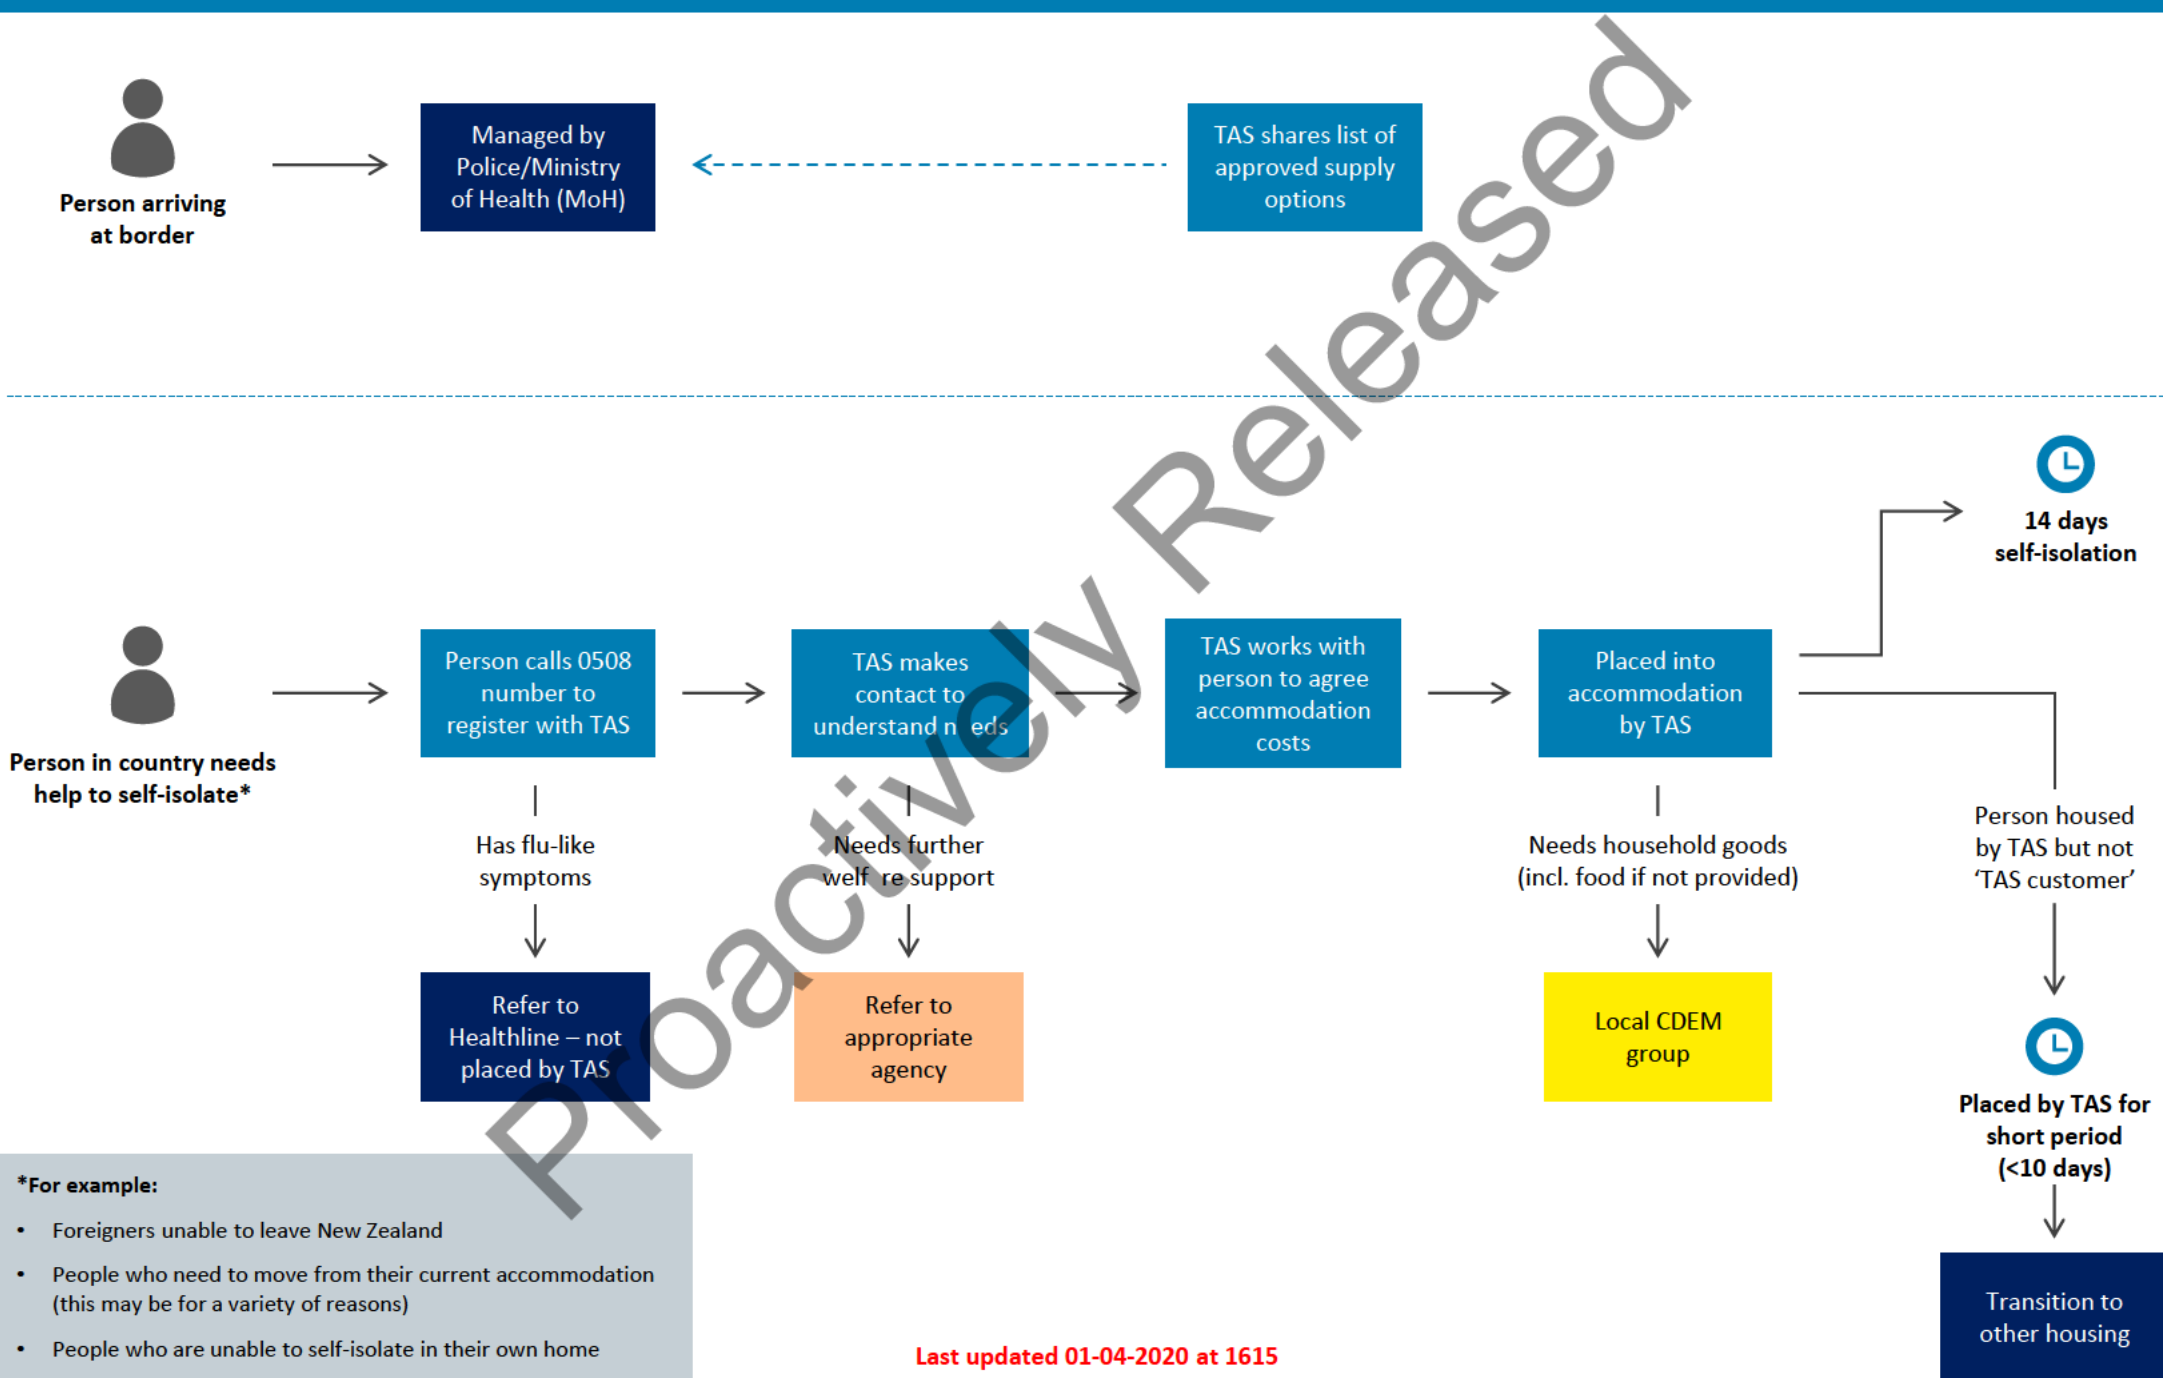 Person arriving
at border
Managed by
Police/Ministry
of Health (MoH)
TAS shares list of
approved supply
options
14 days
self-isolation
Person in country needs
help to self-isolate*
Person calls 0508
number to
register with TAS
TAS makes
contact to
understand needs
TAS works with
person to agree
accommodation
costs
Placed into
accommodation
by TAS
Has flu-like
symptoms
Needs further
welfare support
Needs household goods
(incl. food if not provided)
Person housed
by TAS but not
‘TAS customer’
Refer to
Healthline – not
placed by TAS
Refer to
appropriate
agency
Local CDEM
group
Placed by TAS for
short period
(<10 days)
Transition to
other housing
*For example:
• Foreigners unable to leave New Zealand
• People who need to move from their current accommodation
(this may be for a variety of reasons)
• People who are unable to self-isolate in their own home
Last updated 01-04-2020 at 1615
Proactively Released